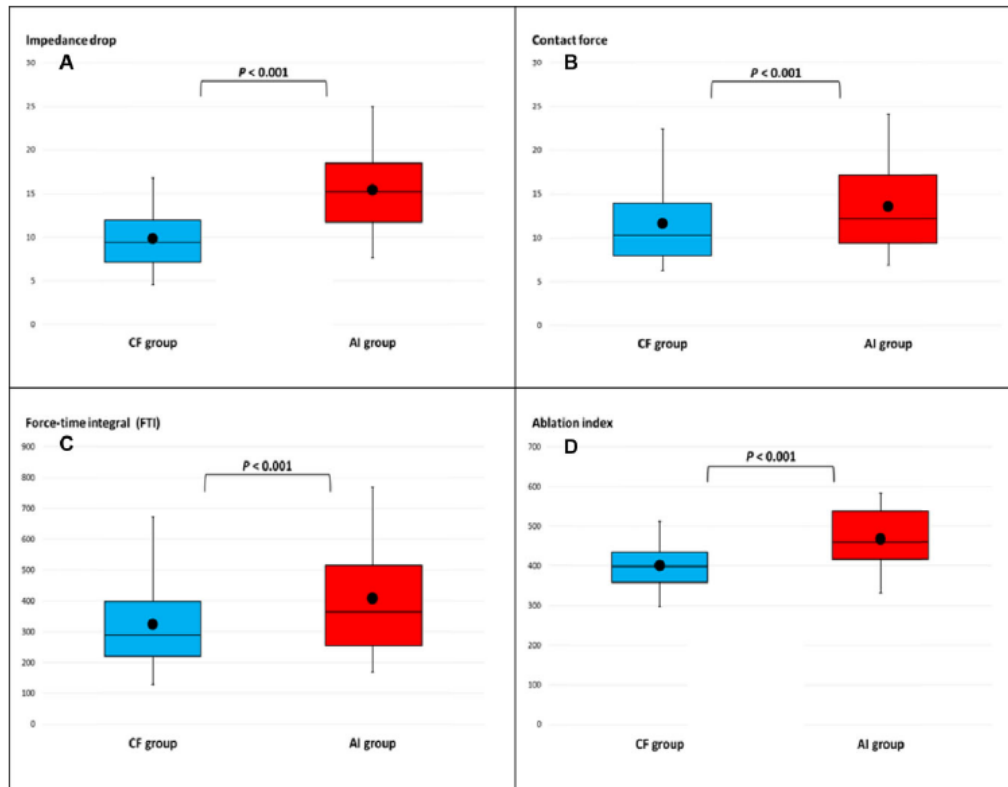 Impedance drop
A
P < 0.001
30
25
20
15
10
5
0
CF group
AI group
Contact force
B
P < 0.001
30
25
20
15
10
5
0
CF group
AI group
Force-time integral (FTI)
C
P < 0.001
900
800
700
600
500
400
300
200
100
0
CF group
AI group
Ablation index
D
P < 0.001
700
600
500
400
300
200
100
0
CF group
AI group